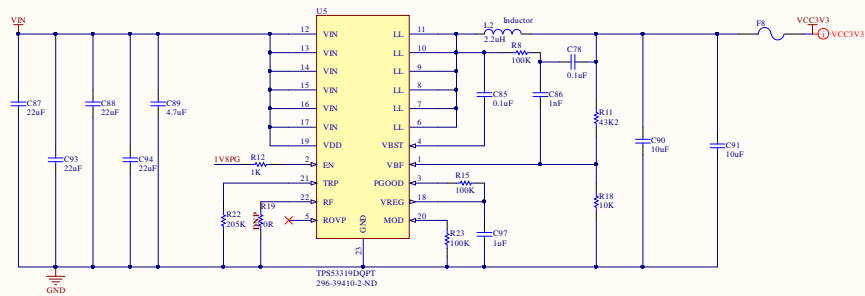 VIN
U5
12 VIN LL 11
13 VIN LL 10
14 VIN LL 9
15 VIN LL 8
16 VIN LL 7
17 VIN LL 6
19 VDD VBST 4
2 EN VBF 1
21 TRP PGOOD 3
22 RF VREG 18
5 ROVP MOD 20
GND
23
TPS53319DQPT
296-39410-2-ND
C87
22uF
C93
22uF
C88
22uF
C94
22uF
C89
4.7uF
GND
1V8PG
R12
1K
R22
205K
R19
0R
DNP
L2
Inductor
2.2uH
R8
100K
C78
0.1uF
C85
0.1uF
C86
1nF
R11
43K2
R15
100K
R18
10K
R23
100K
C97
1uF
C90
10uF
C91
10uF
F8
VCC3V3
VCC3V3